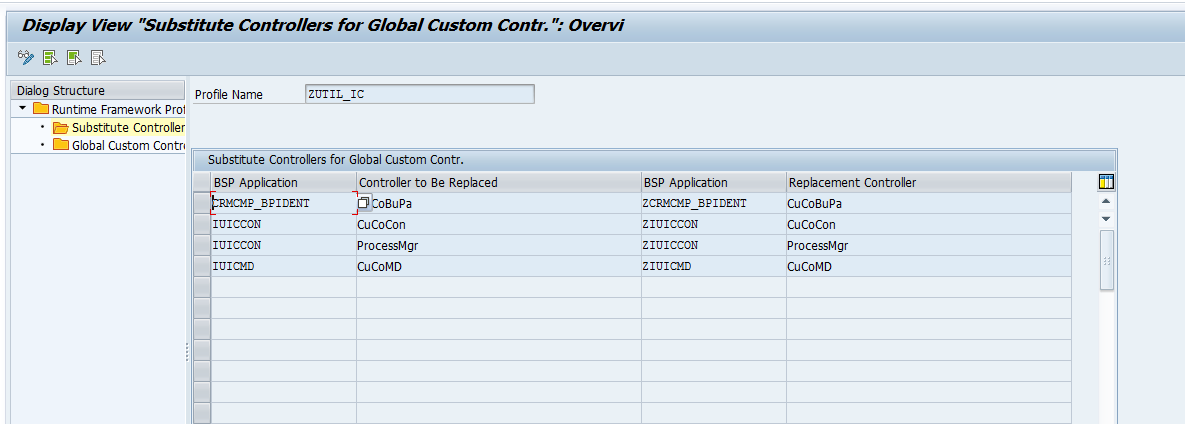 Display View "Substitute Controllers for Global Custom Contr.": Overvi
Dialog Structure
Runtime Framework Prof
Substitute Controller
Global Custom Contr
Profile Name ZUTIL_IC
Substitute Controllers for Global Custom Contr.
BSP Application Controller to Be Replaced BSP Application Replacement Controller
CRMCMP_BPIDENT CoBuPa ZCRMCMP_BPIDENT CuCoBuPa
IUICCON CuCoCon ZIUICCON CuCoCon
IUICCON ProcessMgr ZIUICCON ProcessMgr
IUICMD CuCoMD ZIUICMD CuCoMD